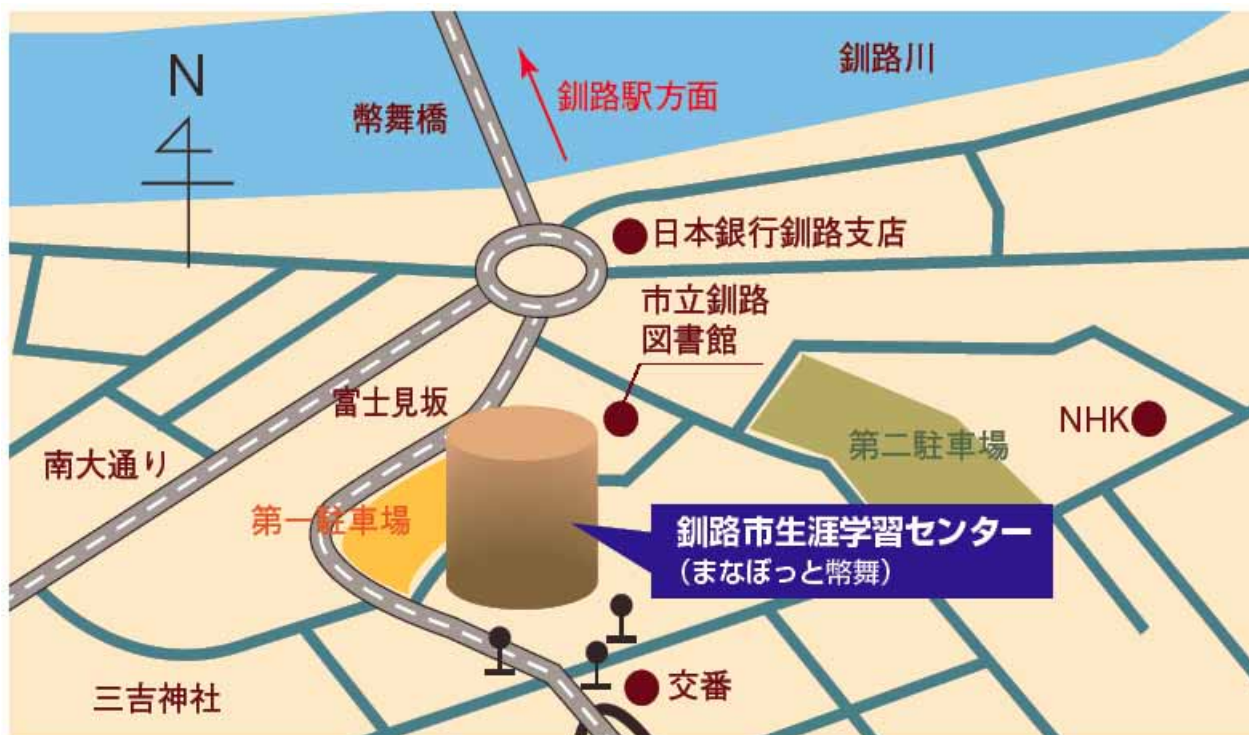 N
釧路川
釧路駅方面
幣舞橋
日本銀行釧路支店
市立釧路
図書館
富士見坂
NHK
第二駐車場
南大通り
第一駐車場
釧路市生涯学習センター
(まなぼっと幣舞)
交番
三吉神社